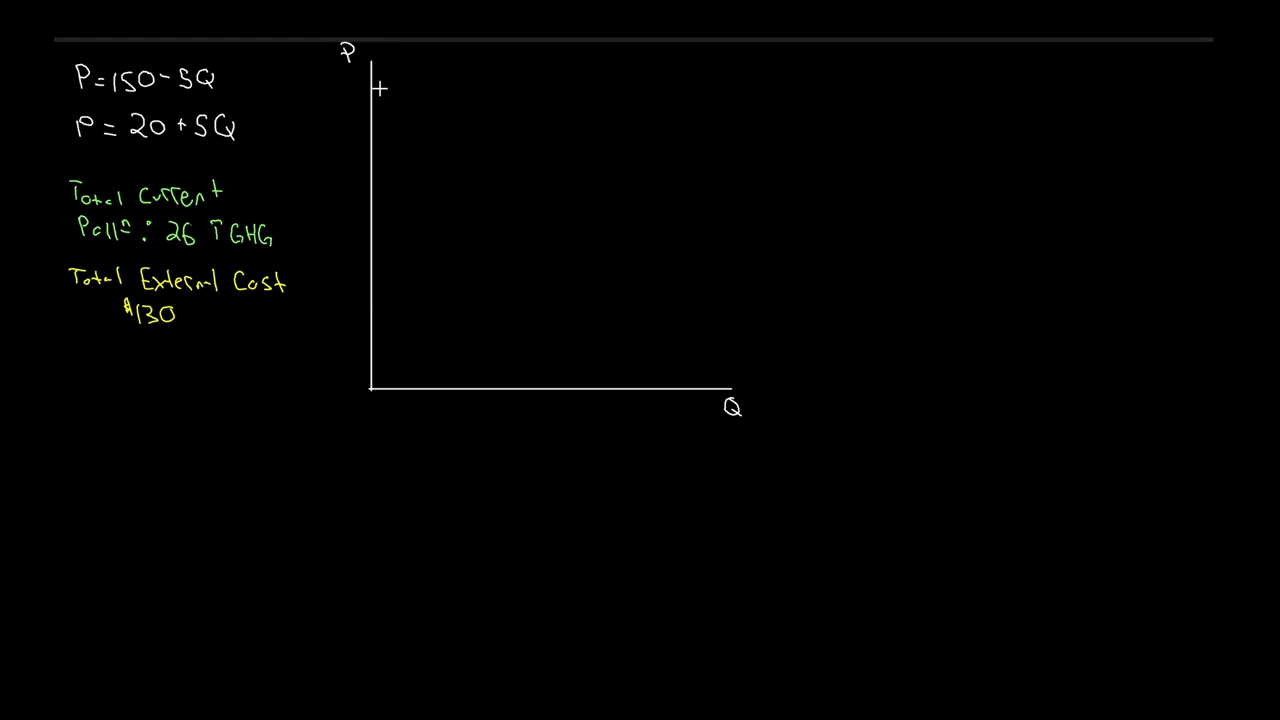 P=150-5Q
P=20+5Q
Total Current
Poll^n: 26 T GHG
Total External Cost
$130
P
Q